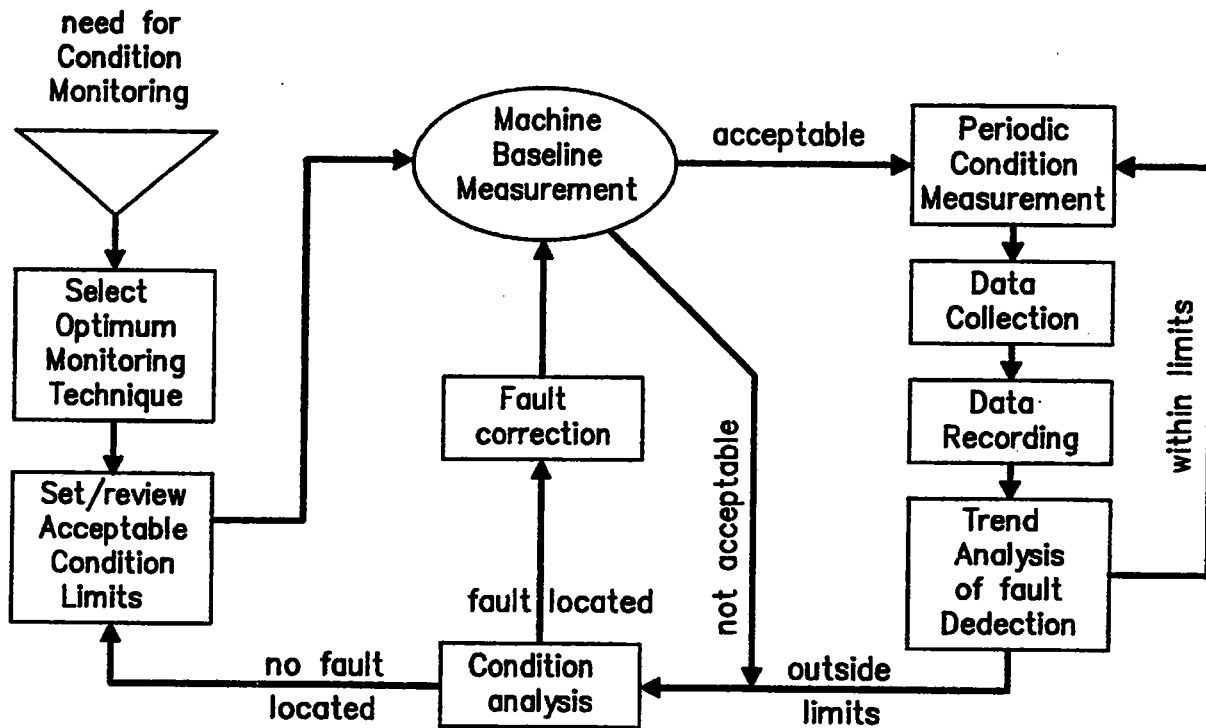 need for
Condition
Monitoring
Select
Optimum
Monitoring
Technique
Set/review
Acceptable
Condition
Limits
Machine
Baseline
Measurement
acceptable
not acceptable
Fault
correction
fault located
Condition
analysis
no fault
located
Periodic
Condition
Measurement
Data
Collection
Data
Recording
Trend
Analysis
of fault
Dedection
within limits
outside
limits